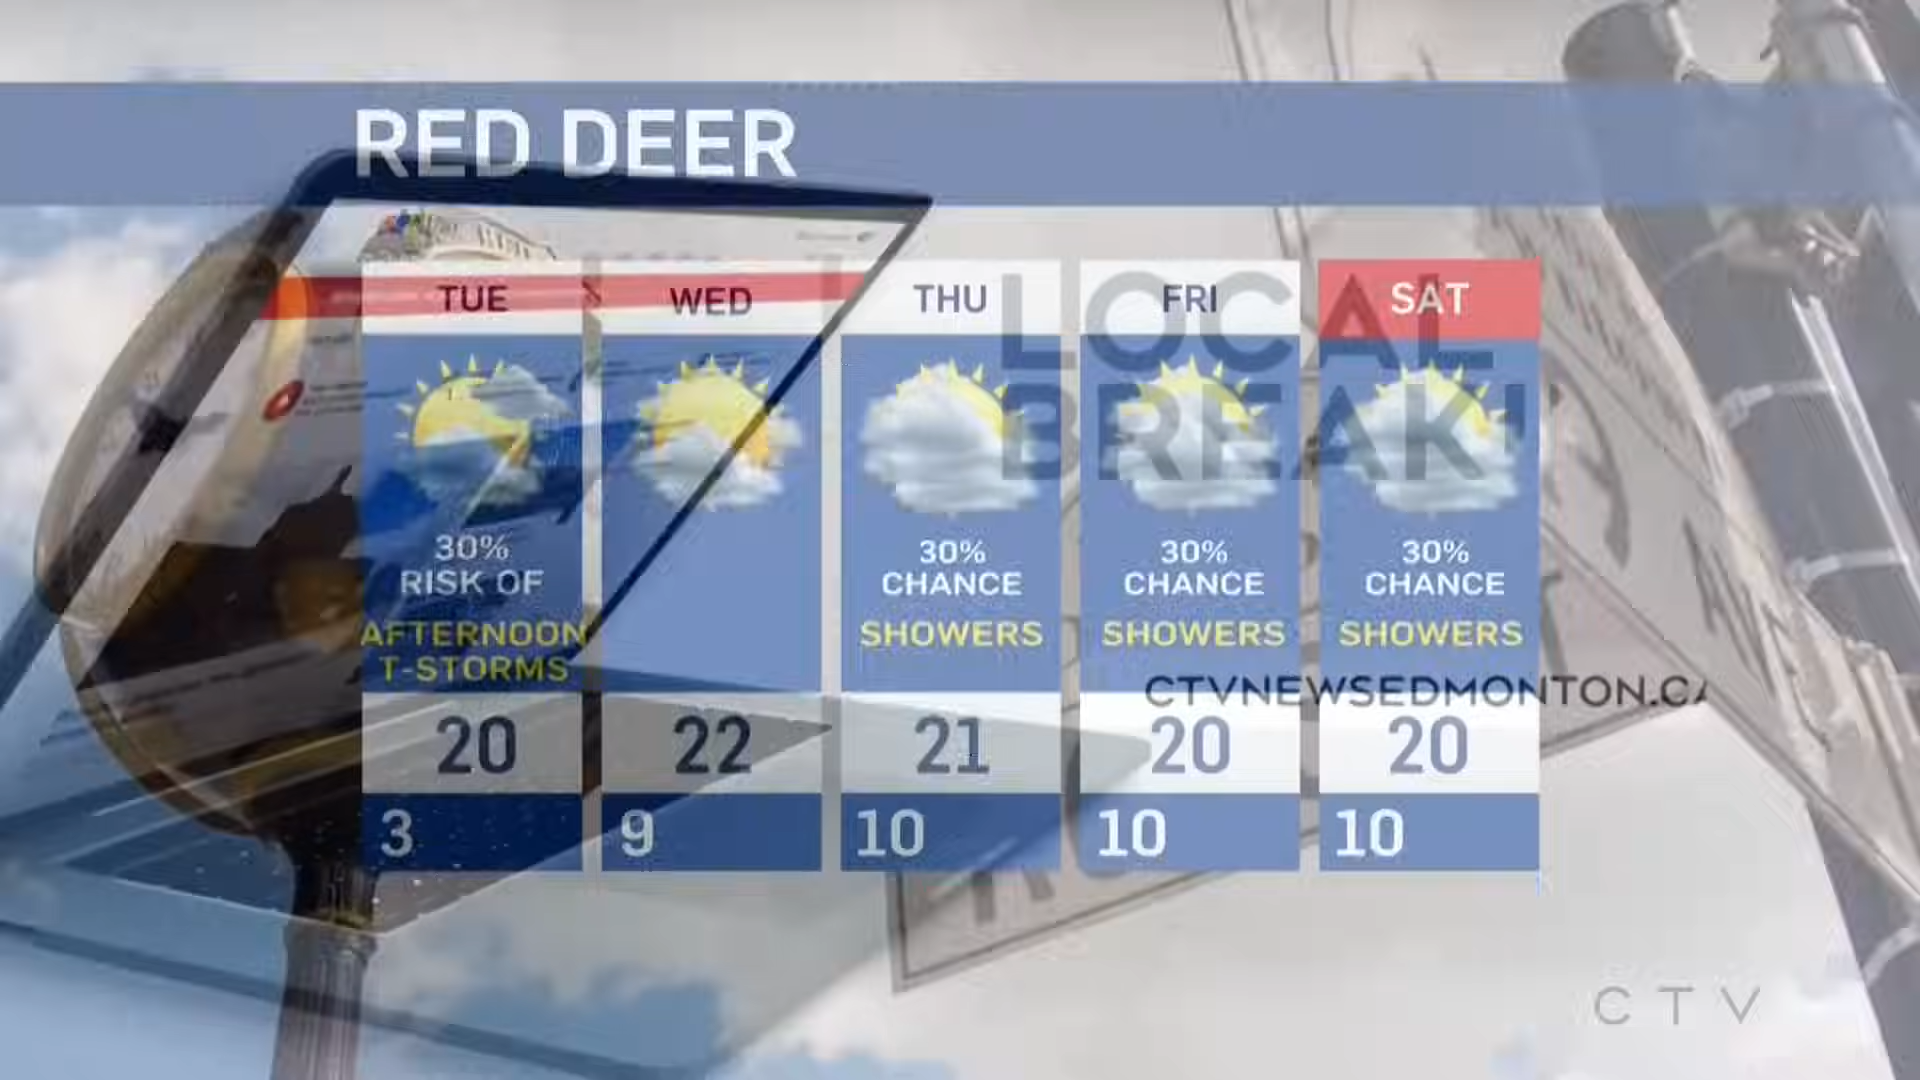 RED DEER
TUE WED THU FRI SAT
LOCAL
BREAK!
30% 30% 30% 30%
RISK OF CHANCE CHANCE CHANCE
AFTERNOON SHOWERS SHOWERS SHOWERS
T-STORMS
CTVNEWSEDMONTON.CA
20 22 21 20 20
3 9 10 10 10
CTV